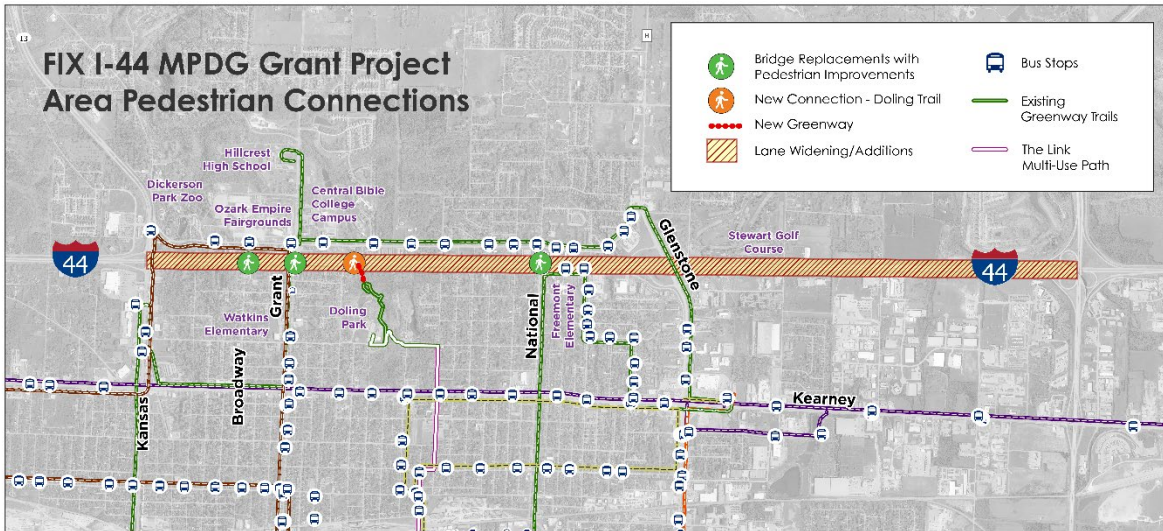 FIX I-44 MPDG Grant Project
Area Pedestrian Connections
13
H
Bridge Replacements with
Pedestrian Improvements
New Connection - Doling Trail
New Greenway
Lane Widening/Additions
Bus Stops
Existing
Greenway Trails
The Link
Multi-Use Path
Hillcrest
High School
Dickerson
Park Zoo
Ozark Empire
Fairgrounds
Central Bible
College
Campus
Glenstone
Stewart Golf
Course
44
44
Grant
Watkins
Elementary
Doling
Park
National
Freemont
Elementary
Kansas
Broadway
Kearney